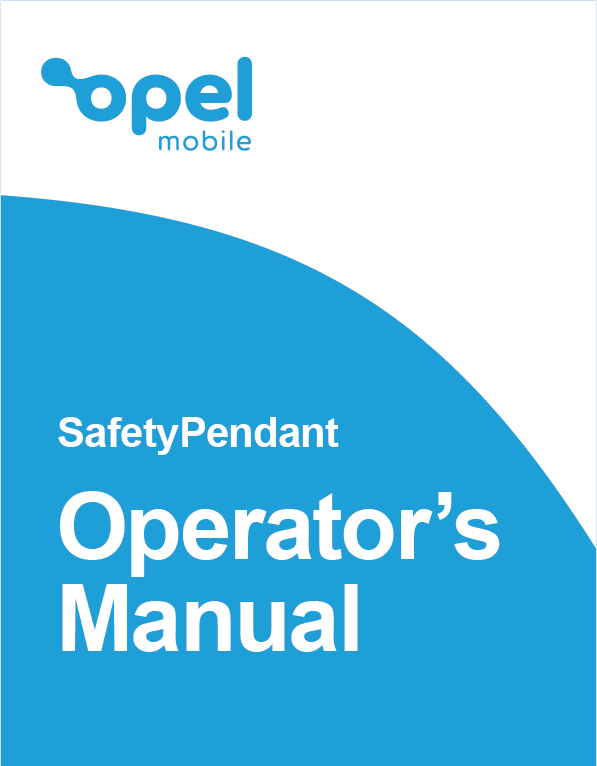 opel
mobile
SafetyPendant
Operator’s
Manual